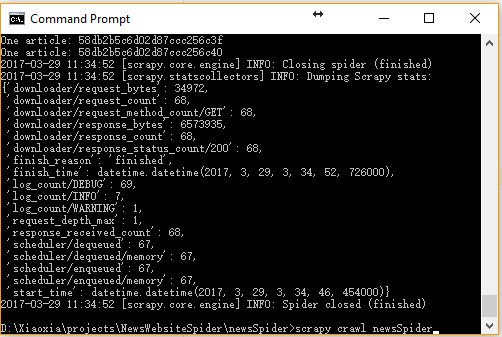 Command Prompt
One article: 58db2b5c6d02d87ccc256c3f
One article: 58db2b5c6d02d87ccc256c40
2017-03-29 11:34:52 [scrapy.core.engine] INFO: Closing spider (finished)
2017-03-29 11:34:52 [scrapy.statscollectors] INFO: Dumping Scrapy stats:
{'downloader/request_bytes': 34972,
'downloader/request_count': 68,
'downloader/request_method_count/GET': 68,
'downloader/response_bytes': 6573935,
'downloader/response_count': 68,
'downloader/response_status_count/200': 68,
'finish_reason': 'finished',
'finish_time': datetime.datetime(2017, 3, 29, 3, 34, 52, 726000),
'log_count/DEBUG': 69,
'log_count/INFO': 7,
'log_count/WARNING': 1,
'request_depth_max': 1,
'response_received_count': 68,
'scheduler/dequeued': 67,
'scheduler/dequeued/memory': 67,
'scheduler/enqueued': 67,
'scheduler/enqueued/memory': 67,
'start_time': datetime.datetime(2017, 3, 29, 3, 34, 46, 454000)}
2017-03-29 11:34:52 [scrapy.core.engine] INFO: Spider closed (finished)
D:\Xiaoxia\projects\NewsWebsiteSpider\newsSpider>scrapy crawl newsSpider